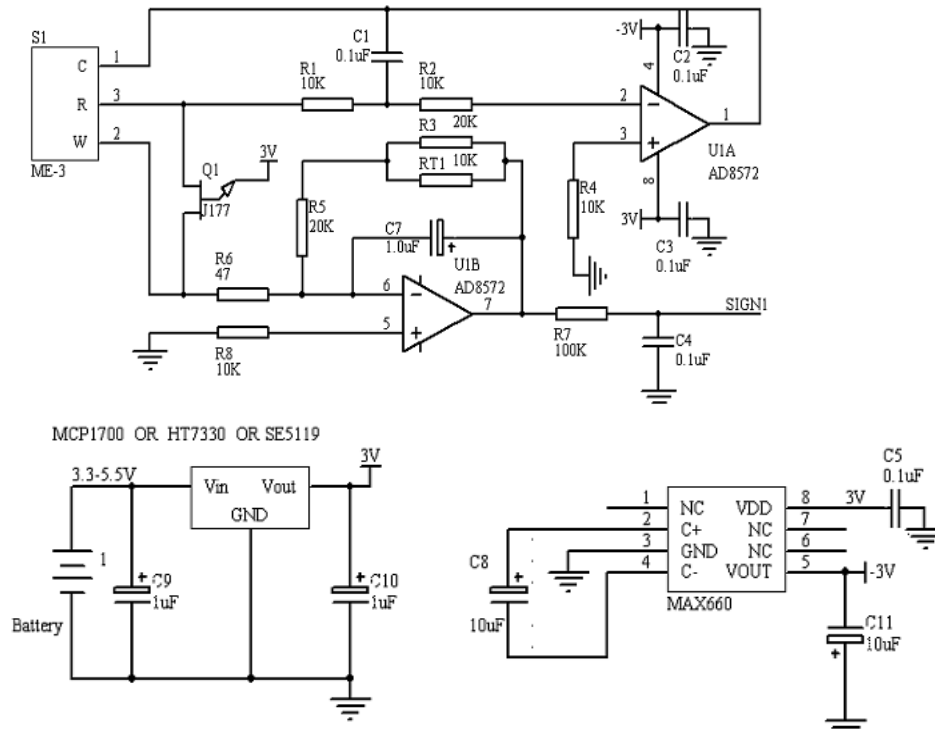 S1
C
R
W
ME-3
1
3
2
C1
0.1uF
R1
10K
R2
10K
20K
R3
10K
RT1
Q1
J177
3V
R5
20K
C7
1.0uF
+
R6
47
R8
10K
6
5
7
U1B
AD8572
-3V
4
C2
0.1uF
2
3
1
U1A
AD8572
R4
10K
8
3V
C3
0.1uF
R7
100K
SIGN1
C4
0.1uF
MCP1700 OR HT7330 OR SE5119
3.3-5.5V
Vin
Vout
GND
3V
1
Battery
+
C9
1uF
+
C10
1uF
C8
+
10uF
1
2
3
4
NC
C+
GND
C-
VDD
NC
NC
VOUT
8
7
6
5
MAX660
3V
C5
0.1uF
-3V
C11
10uF
+